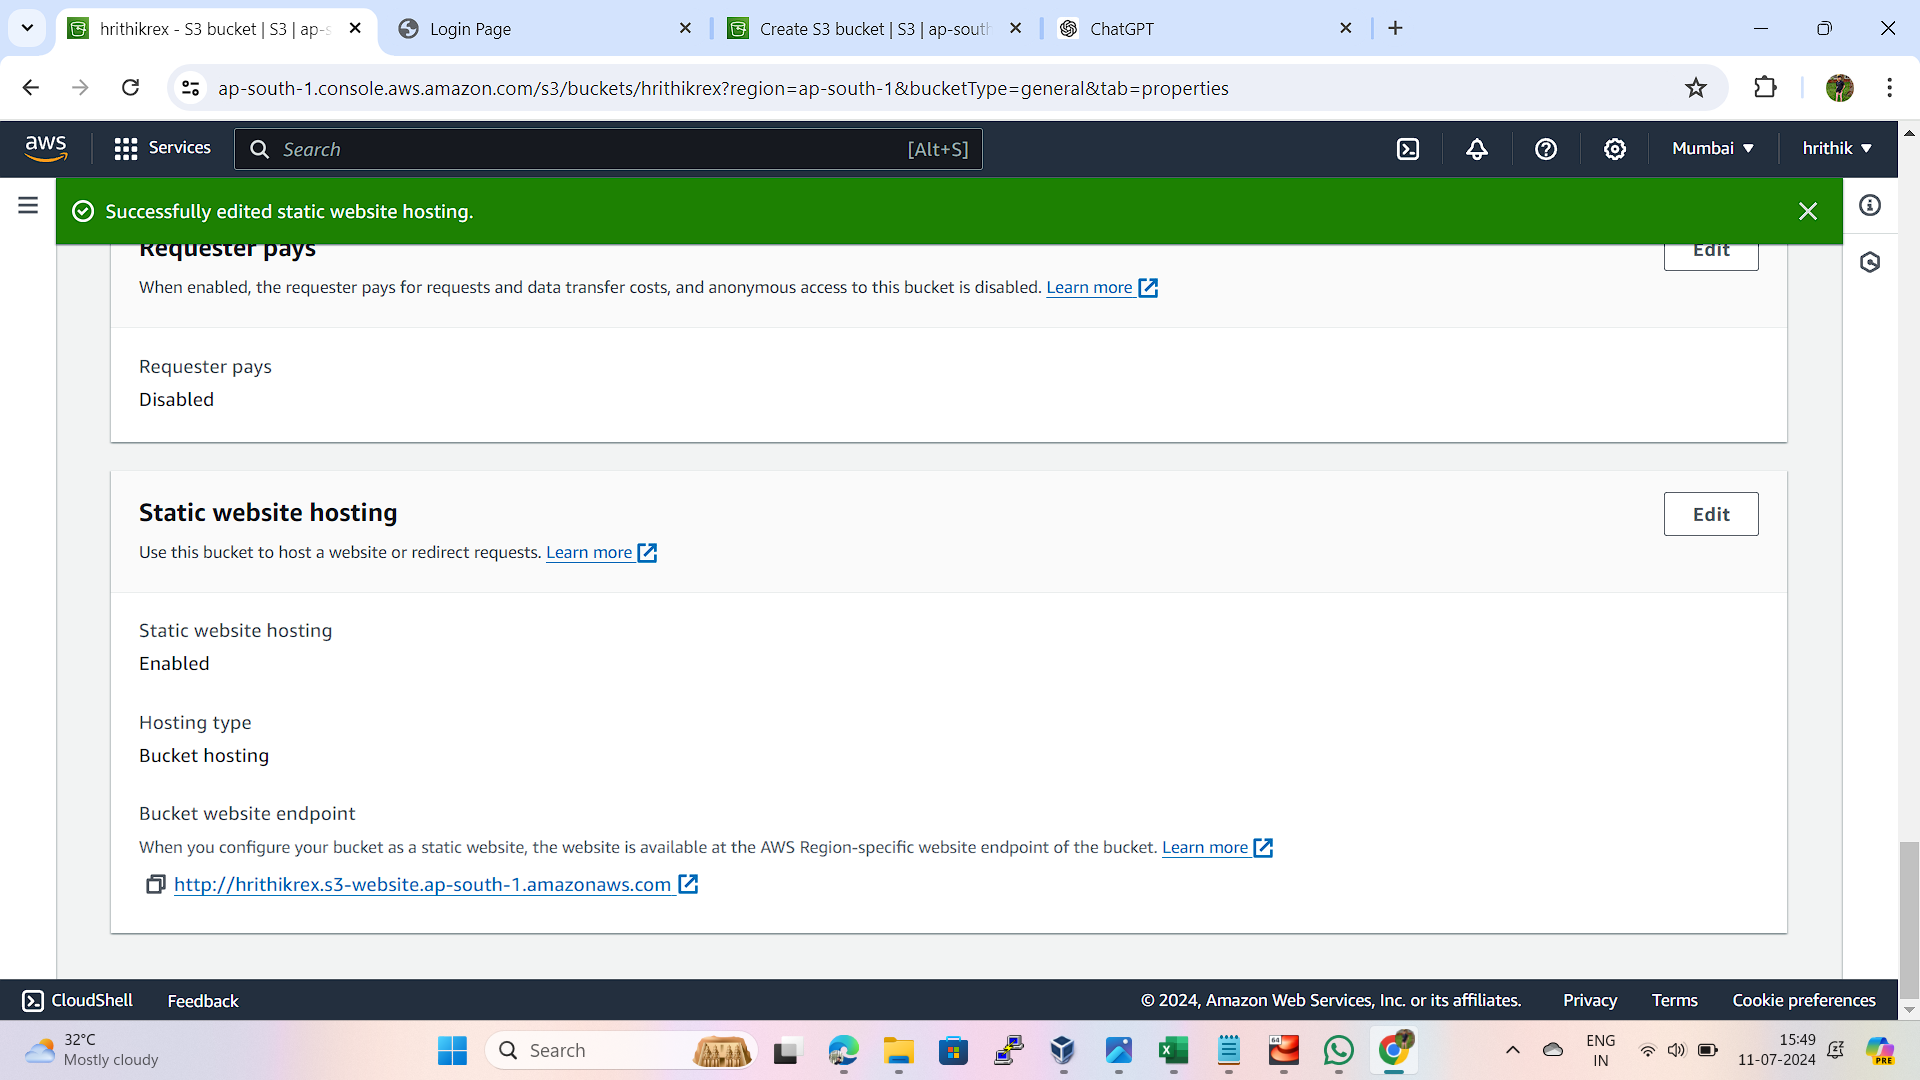 hrithikrex - S3 bucket | S3 | ap-s
Login Page
Create S3 bucket | S3 | ap-sout
ChatGPT
ap-south-1.console.aws.amazon.com/s3/buckets/hrithikrex?region=ap-south-1&bucketType=general&tab=properties
aws
Services
Search
[Alt+S]
Mumbai
hrithik
Successfully edited static website hosting.
Requester pays
Edit
When enabled, the requester pays for requests and data transfer costs, and anonymous access to this bucket is disabled. Learn more
Requester pays
Disabled
Static website hosting
Edit
Use this bucket to host a website or redirect requests. Learn more
Static website hosting
Enabled
Hosting type
Bucket hosting
Bucket website endpoint
When you configure your bucket as a static website, the website is available at the AWS Region-specific website endpoint of the bucket. Learn more
http://hrithikrex.s3-website.ap-south-1.amazonaws.com
CloudShell
Feedback
© 2024, Amazon Web Services, Inc. or its affiliates.
Privacy
Terms
Cookie preferences
32°C
Mostly cloudy
Search
64
ENG
IN
15:49
11-07-2024
PRE